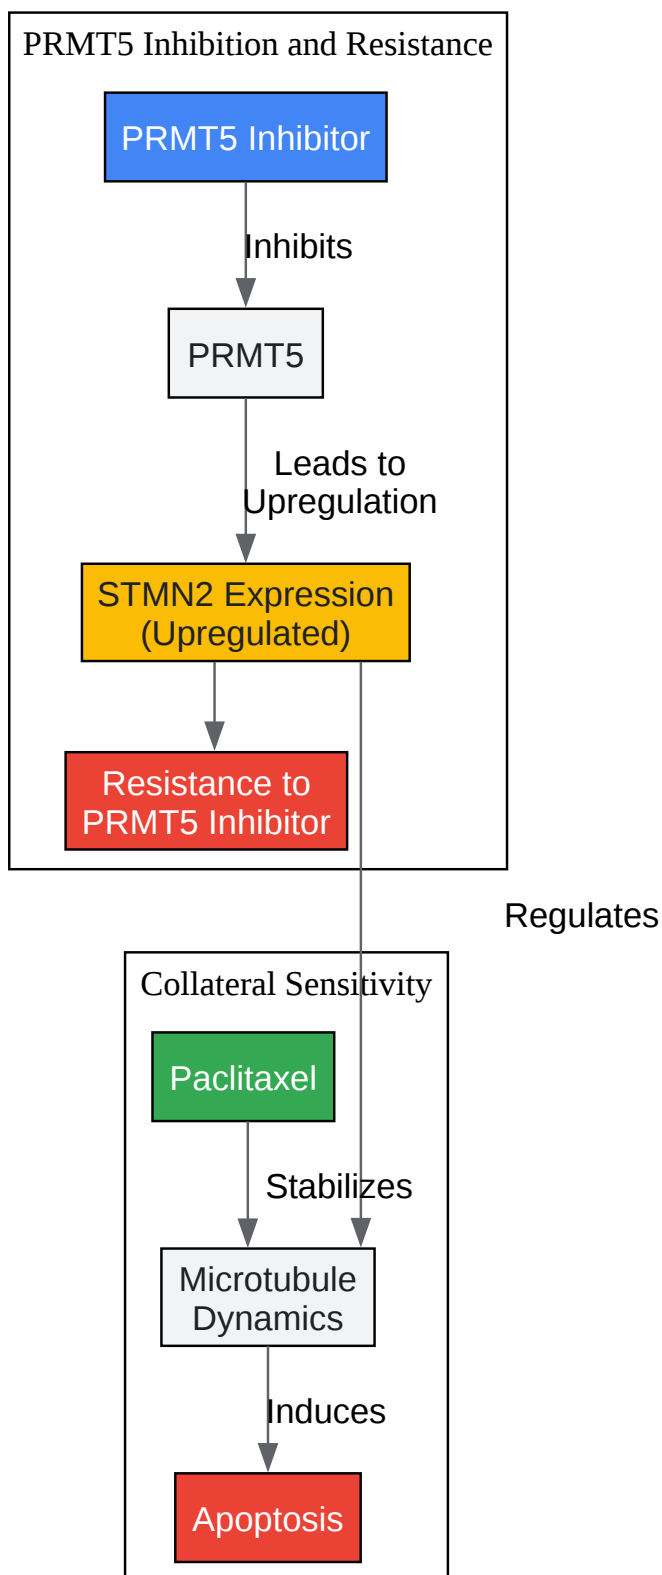 PRMT5 Inhibition and Resistance
PRMT5 Inhibitor
Inhibits
PRMT5
Leads to
Upregulation
STMN2 Expression
(Upregulated)
Resistance to
PRMT5 Inhibitor
Regulates
Collateral Sensitivity
Paclitaxel
Stabilizes
Microtubule
Dynamics
Induces
Apoptosis